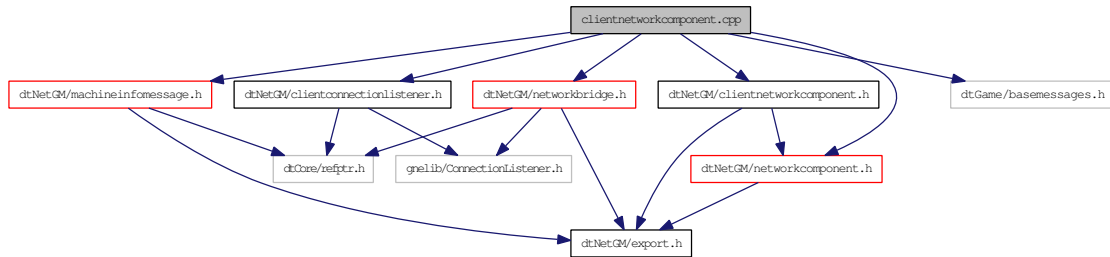 clientnetworkcomponent.cpp
dtNetGM/machineinfomessage.h
dtNetGM/clientconnectionlistener.h
dtNetGM/networkbridge.h
dtNetGM/clientnetworkcomponent.h
dtGame/basemessages.h
dtCore/refptr.h
gnelib/ConnectionListener.h
dtNetGM/networkcomponent.h
dtNetGM/export.h